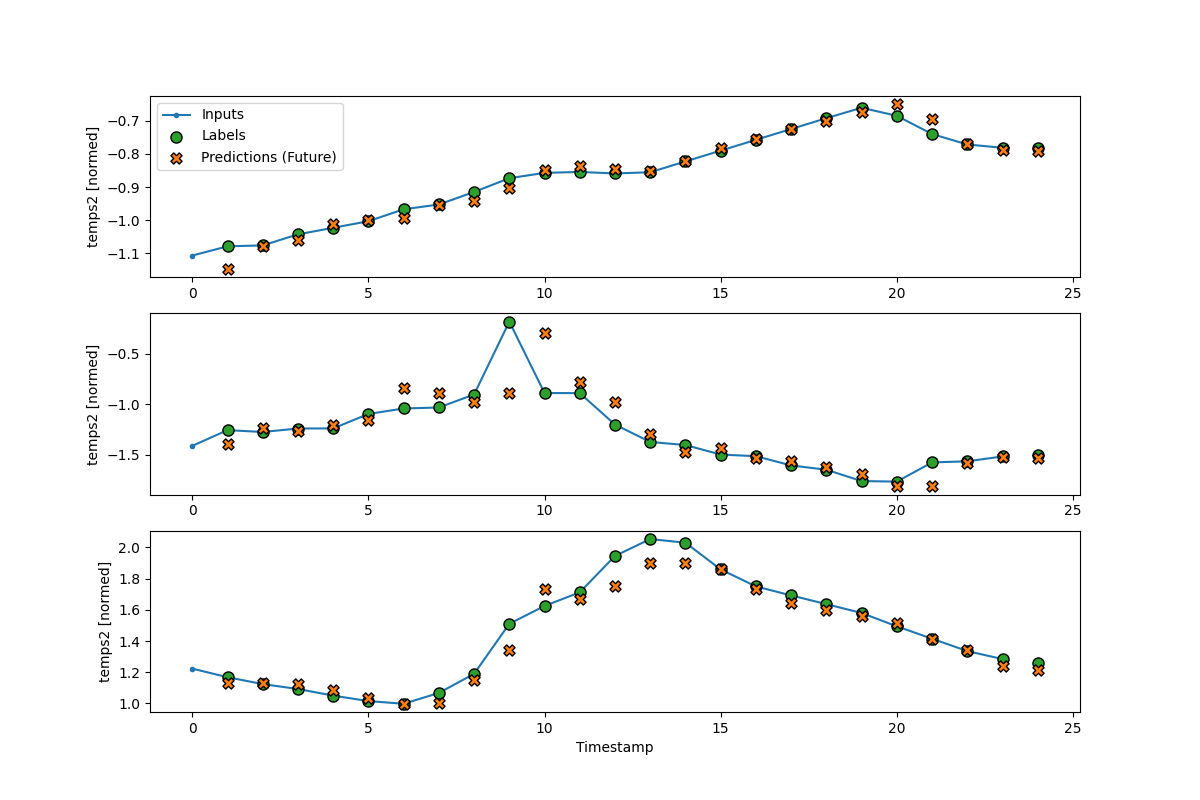 Inputs
Labels
Predictions (Future)
temps2 [normed]
−0.7
−0.8
−0.9
−1.0
−1.1
0 5 10 15 20 25
temps2 [normed]
−0.5
−1.0
−1.5
0 5 10 15 20 25
temps2 [normed]
2.0
1.8
1.6
1.4
1.2
1.0
0 5 10 15 20 25
Timestamp